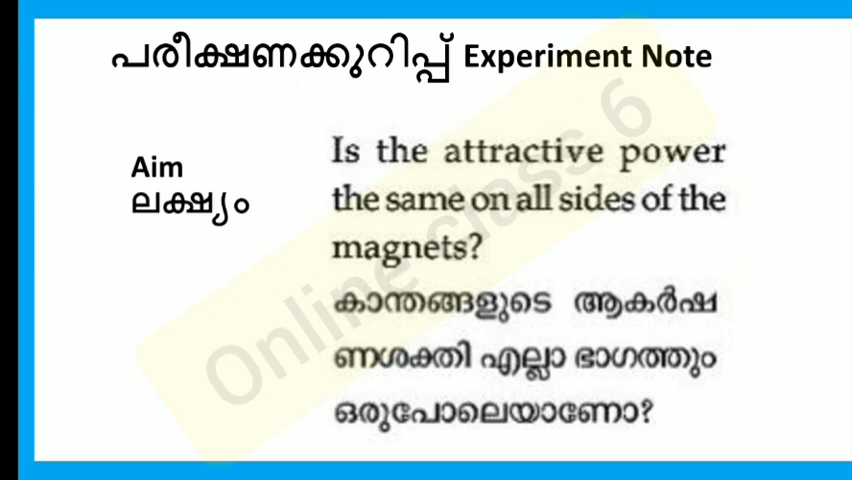 പരീക്ഷണക്കുറിപ്പ് Experiment Note
Aim
ലക്ഷ്യം
Is the attractive power
the same on all sides of the
magnets?
കാന്തങ്ങളുടെ ആകർഷ
ണശക്തി എല്ലാ ഭാഗത്തും
ഒരുപോലെയാണോ?
Online class 6